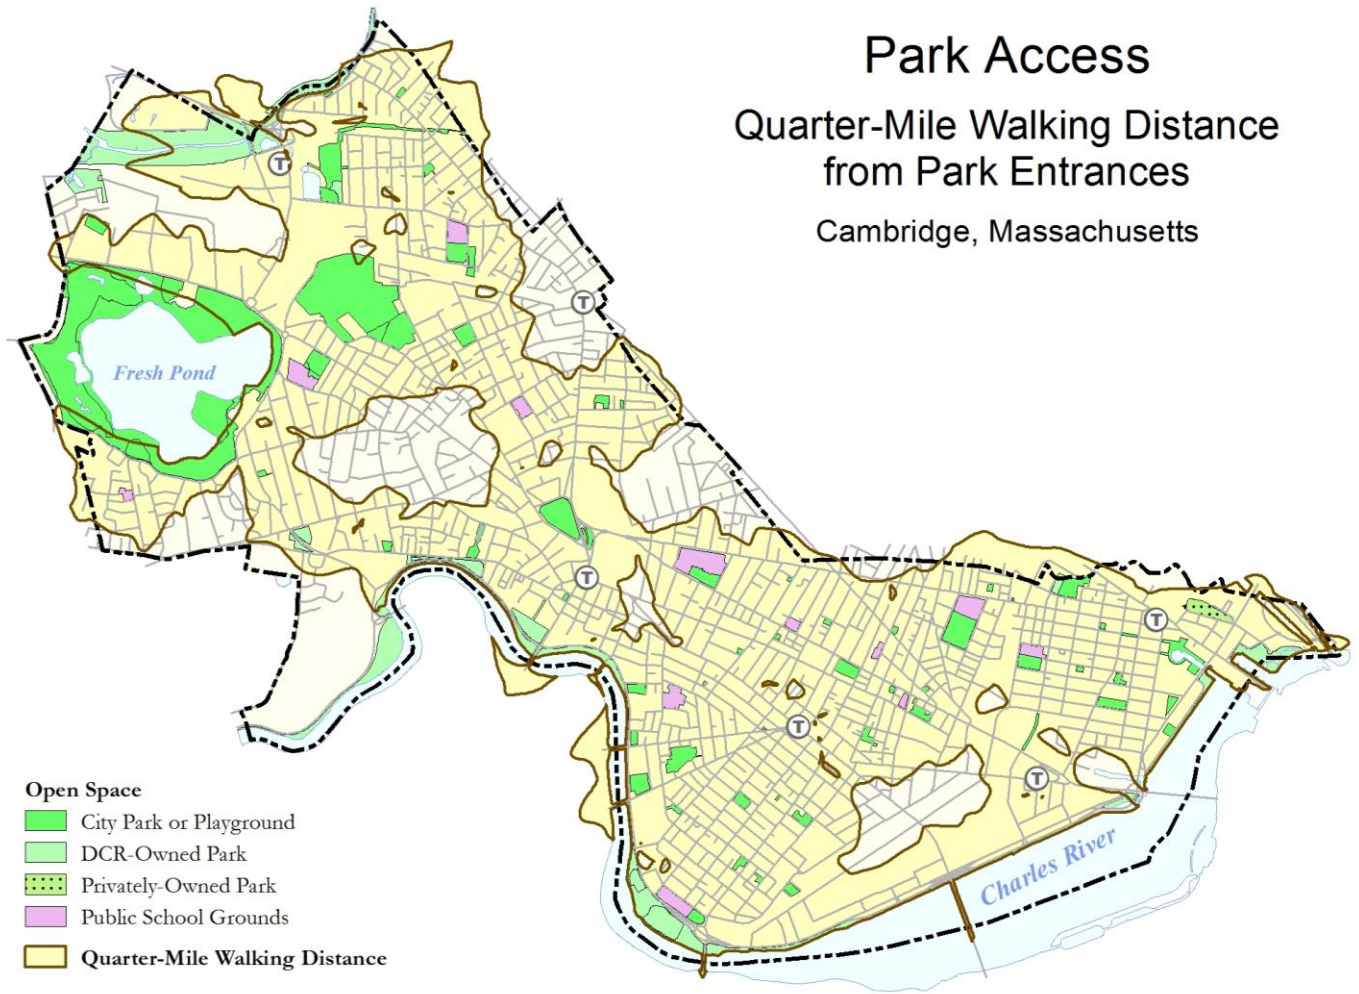 Park Access
Quarter-Mile Walking Distance
from Park Entrances
Cambridge, Massachusetts
T
T
Fresh Pond
T
T
T
T
Charles River
Open Space
City Park or Playground
DCR-Owned Park
Privately-Owned Park
Public School Grounds
Quarter-Mile Walking Distance